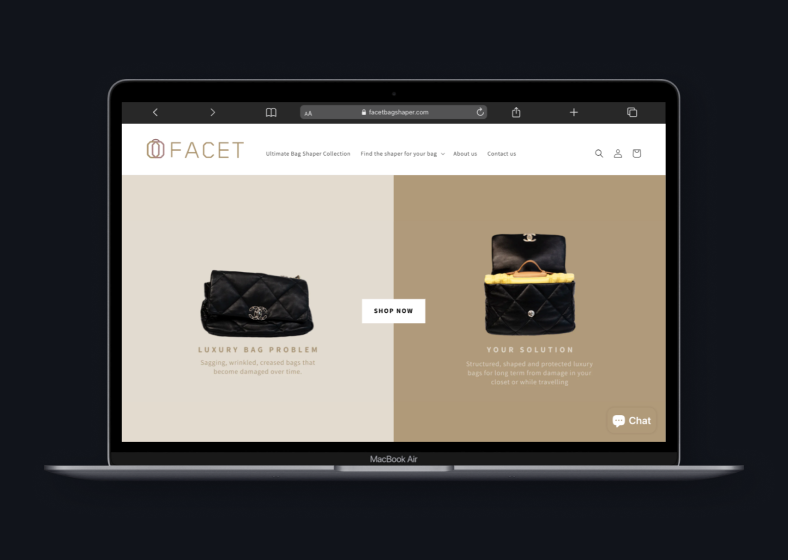 AA
facetbagshaper.com
FACET
Ultimate Bag Shaper Collection
Find the shaper for your bag
About us
Contact us
SHOP NOW
LUXURY BAG PROBLEM
Sagging, wrinkled, creased bags that
become damaged over time.
YOUR SOLUTION
Structured, shaped and protected luxury
bags for long term from damage in your
closet or while travelling
Chat
MacBook Air